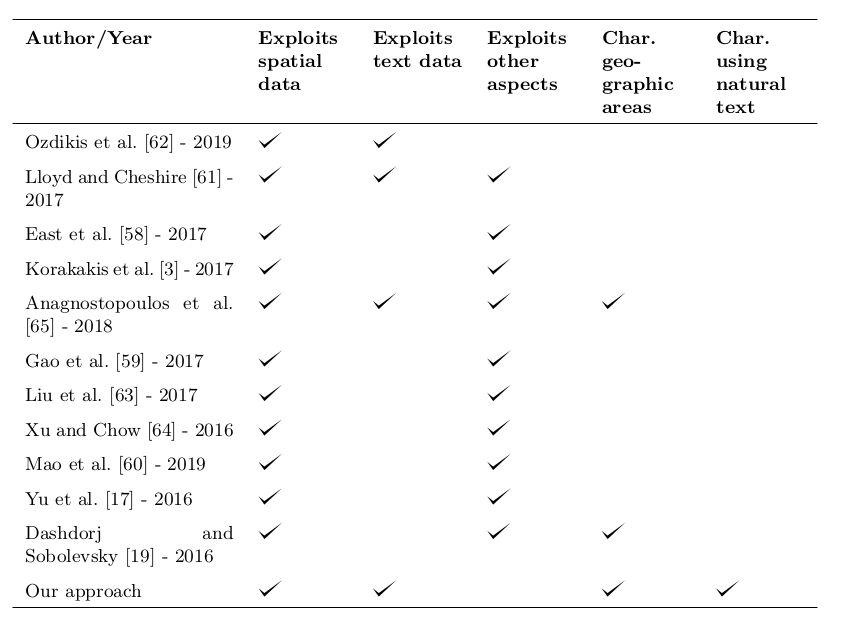 Author/Year Exploits Exploits Exploits Char. Char.
spatial text data other geo- using
data aspects graphic natural
areas text
Ozdikis et al. [62] - 2019 ✓ ✓
Lloyd and Cheshire [61] - ✓ ✓ ✓
2017
East et al. [58] - 2017 ✓ ✓
Korakakis et al. [3] - 2017 ✓ ✓
Anagnostopoulos et al. ✓ ✓ ✓ ✓
[65] - 2018
Gao et al. [59] - 2017 ✓ ✓
Liu et al. [63] - 2017 ✓ ✓
Xu and Chow [64] - 2016 ✓ ✓
Mao et al. [60] - 2019 ✓ ✓
Yu et al. [17] - 2016 ✓ ✓
Dashdorj and ✓ ✓ ✓
Sobolevsky [19] - 2016
Our approach ✓ ✓ ✓ ✓